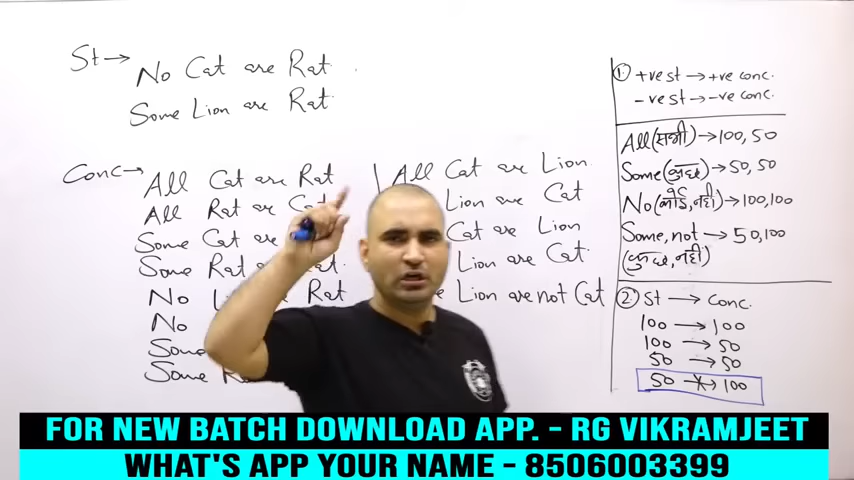 St → No Cat are Rat
Some Lion are Rat
Conc → All Cat are Rat
All Rat are Cat
Some Cat are
Some Rat are Cat
No Rat
No
Some
Some
All Cat are Lion
Lion are Cat
Cat are Lion
Lion are Cat
Lion are not Cat
① +ve st → +ve conc.
-ve st → -ve conc.
All (सभी) → 100, 50
Some (कुछ) → 50, 50
No (कोई नहीं) → 100, 100
Some, not → 50, 100
(कुछ, नहीं)
② St → Conc.
100 → 100
100 → 50
50 → 50
50 → 100
FOR NEW BATCH DOWNLOAD APP. - RG VIKRAMJEET
WHAT'S APP YOUR NAME - 8506003399